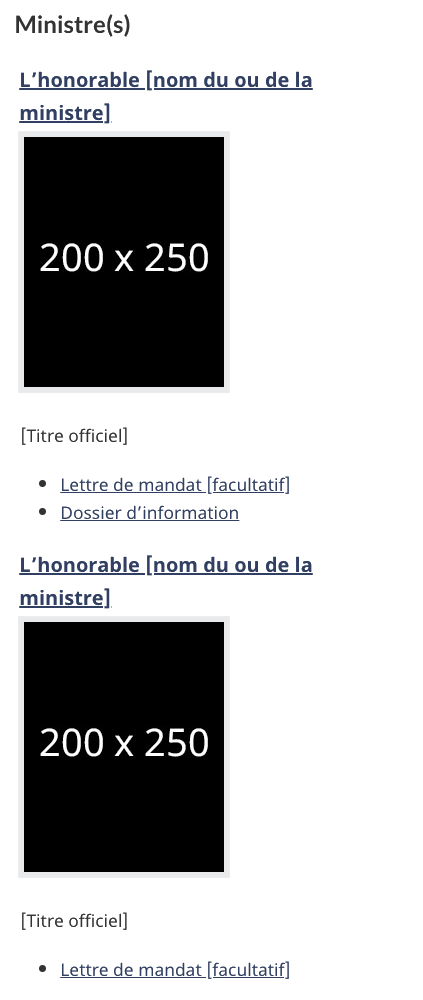 Ministre(s)
L’honorable [nom du ou de la
ministre]
200 x 250
[Titre officiel]
Lettre de mandat [facultatif]
Dossier d’information
L’honorable [nom du ou de la
ministre]
200 x 250
[Titre officiel]
Lettre de mandat [facultatif]